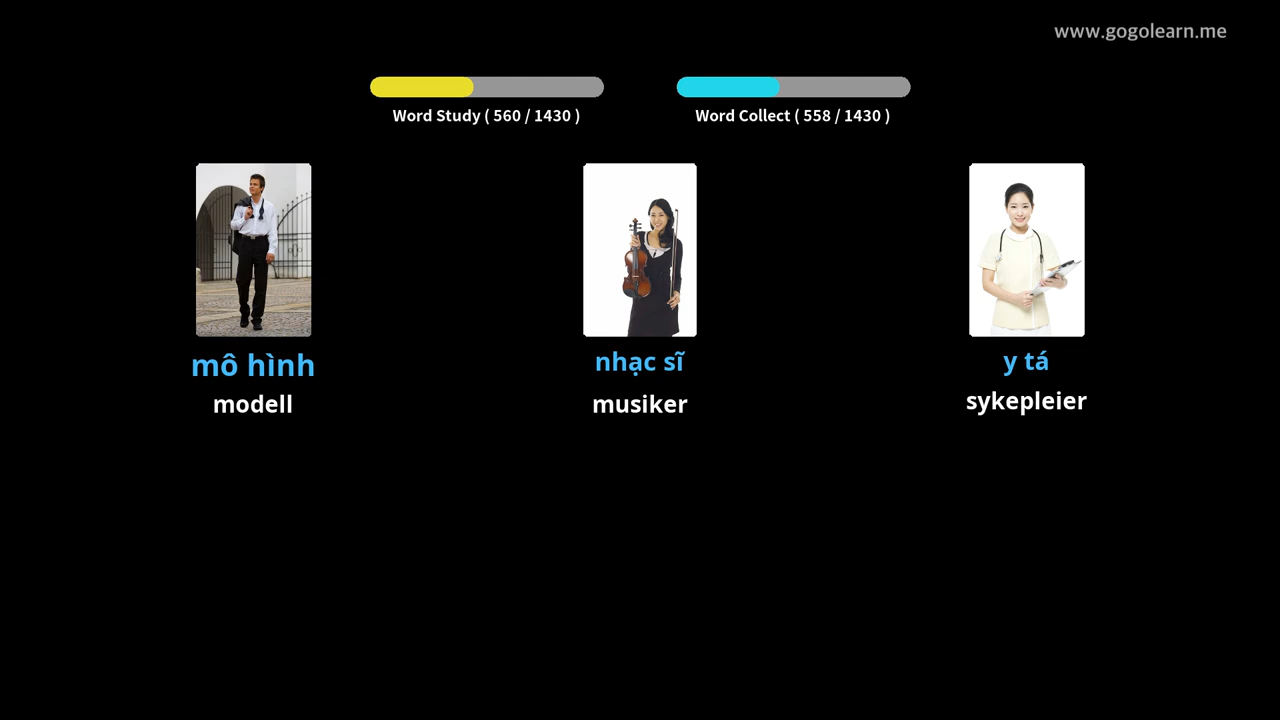 www.gogolearn.me
Word Study ( 560 / 1430 )
Word Collect ( 558 / 1430 )
mô hình
modell
nhạc sĩ
musiker
y tá
sykepleier